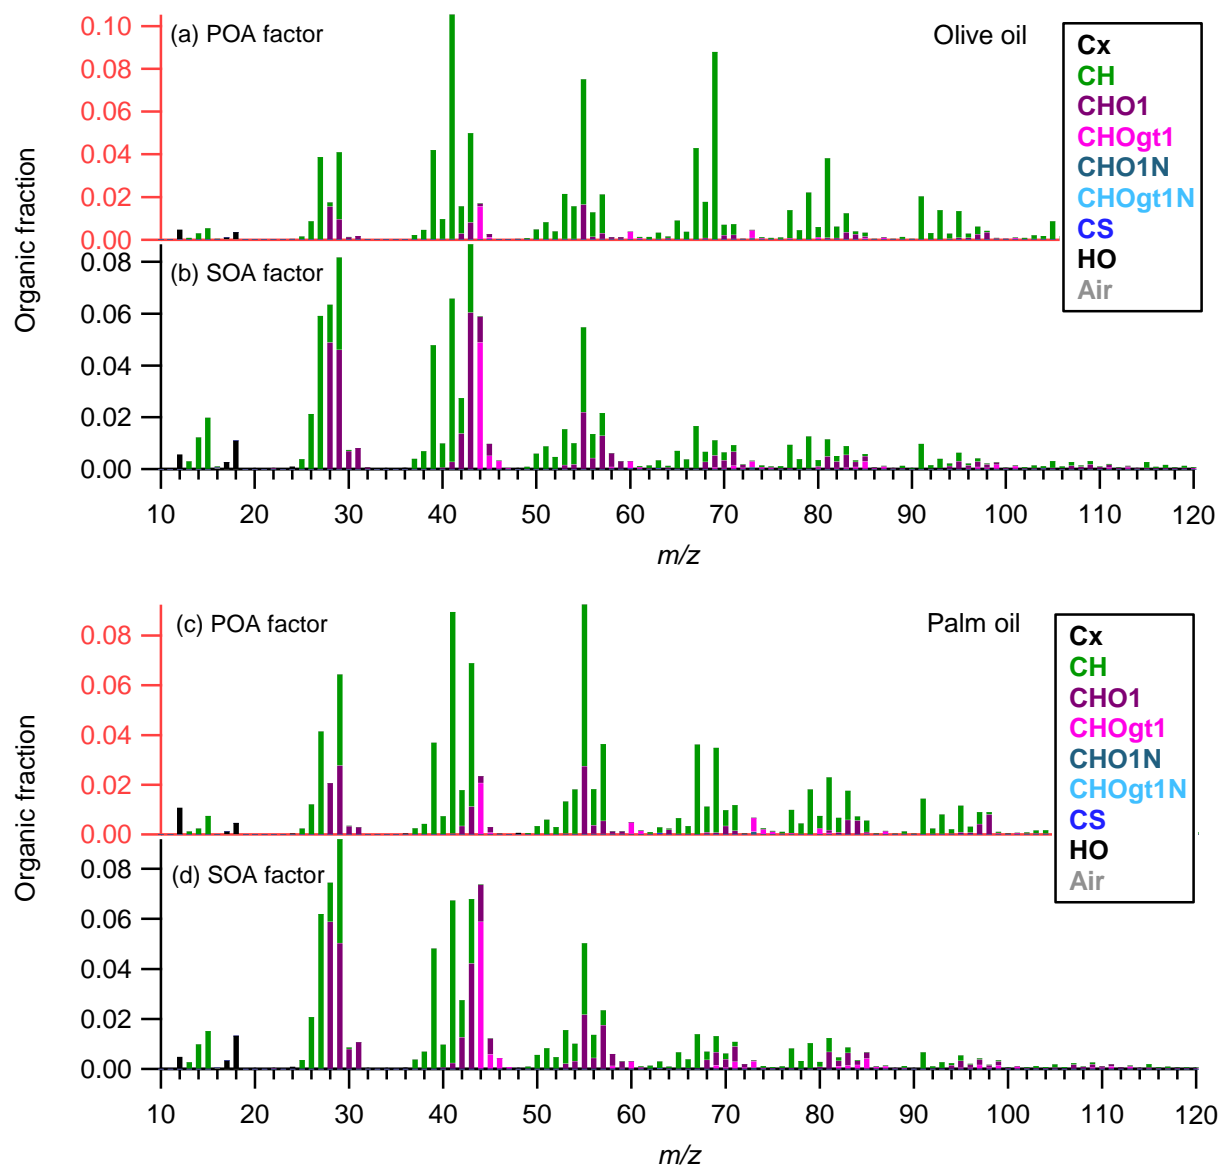 (a) POA factor
Olive oil
Cx
CH
CHO1
CHOgt1
CHO1N
CHOgt1N
CS
HO
Air
0.10
0.08
0.06
0.04
0.02
0.00
Organic fraction
(b) SOA factor
0.08
0.06
0.04
0.02
0.00
10 20 30 40 50 60 70 80 90 100 110 120
m/z
(c) POA factor
Palm oil
Cx
CH
CHO1
CHOgt1
CHO1N
CHOgt1N
CS
HO
Air
0.08
0.06
0.04
0.02
0.00
Organic fraction
(d) SOA factor
0.08
0.06
0.04
0.02
0.00
10 20 30 40 50 60 70 80 90 100 110 120
m/z